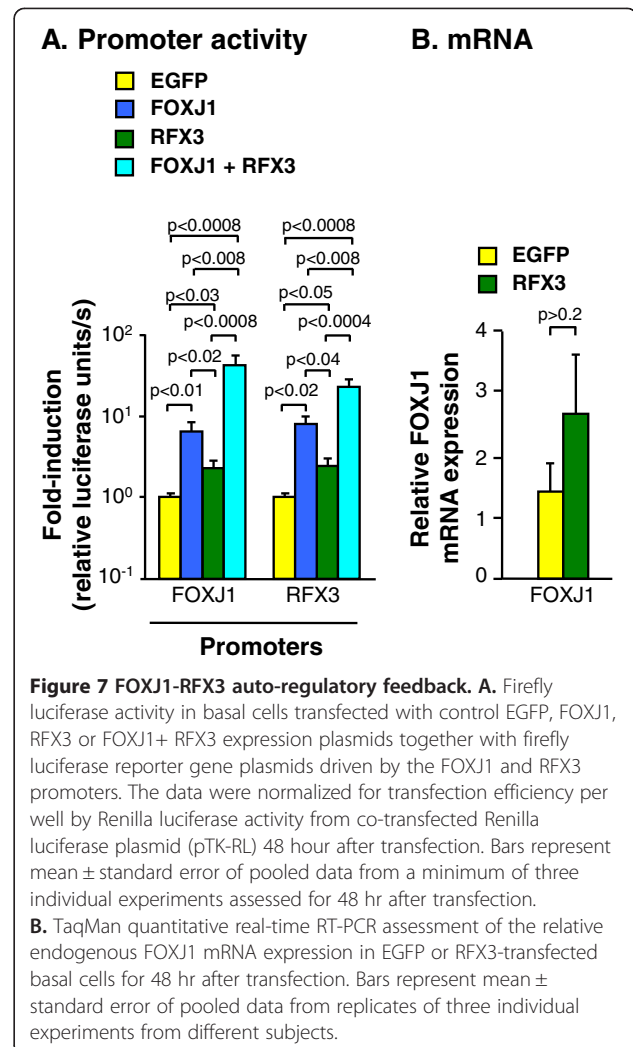 A. Promoter activity
EGFP
FOXJ1
RFX3
FOXJ1 + RFX3
p<0.0008
p<0.008
p<0.03
p<0.0008
p<0.02
p<0.01
p<0.0008
p<0.008
p<0.05
p<0.0004
p<0.04
p<0.02
Fold-induction
(relative luciferase units/s)
10²
10¹
10⁰
10⁻¹
FOXJ1
RFX3
Promoters
B. mRNA
EGFP
RFX3
p>0.2
Relative FOXJ1
mRNA expression
4
3
2
1
0
FOXJ1
Figure 7 FOXJ1-RFX3 auto-regulatory feedback. A. Firefly
luciferase activity in basal cells transfected with control EGFP, FOXJ1,
RFX3 or FOXJ1+ RFX3 expression plasmids together with firefly
luciferase reporter gene plasmids driven by the FOXJ1 and RFX3
promoters. The data were normalized for transfection efficiency per
well by Renilla luciferase activity from co-transfected Renilla
luciferase plasmid (pTK-RL) 48 hour after transfection. Bars represent
mean ± standard error of pooled data from a minimum of three
individual experiments assessed for 48 hr after transfection.
B. TaqMan quantitative real-time RT-PCR assessment of the relative
endogenous FOXJ1 mRNA expression in EGFP or RFX3-transfected
basal cells for 48 hr after transfection. Bars represent mean ±
standard error of pooled data from replicates of three individual
experiments from different subjects.